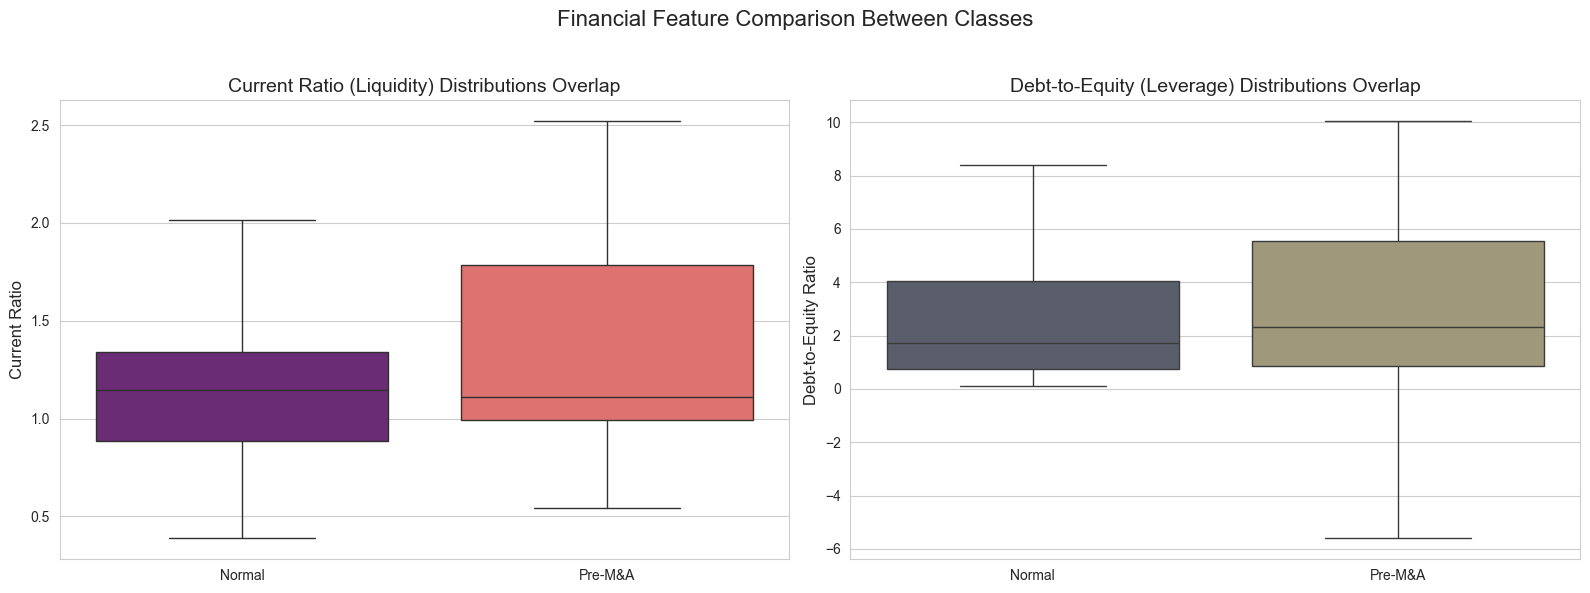 Financial Feature Comparison Between Classes
Current Ratio (Liquidity) Distributions Overlap
Current Ratio
2.5
2.0
1.5
1.0
0.5
Normal
Pre-M&A
Debt-to-Equity (Leverage) Distributions Overlap
Debt-to-Equity Ratio
10
8
6
4
2
0
−2
−4
−6
Normal
Pre-M&A